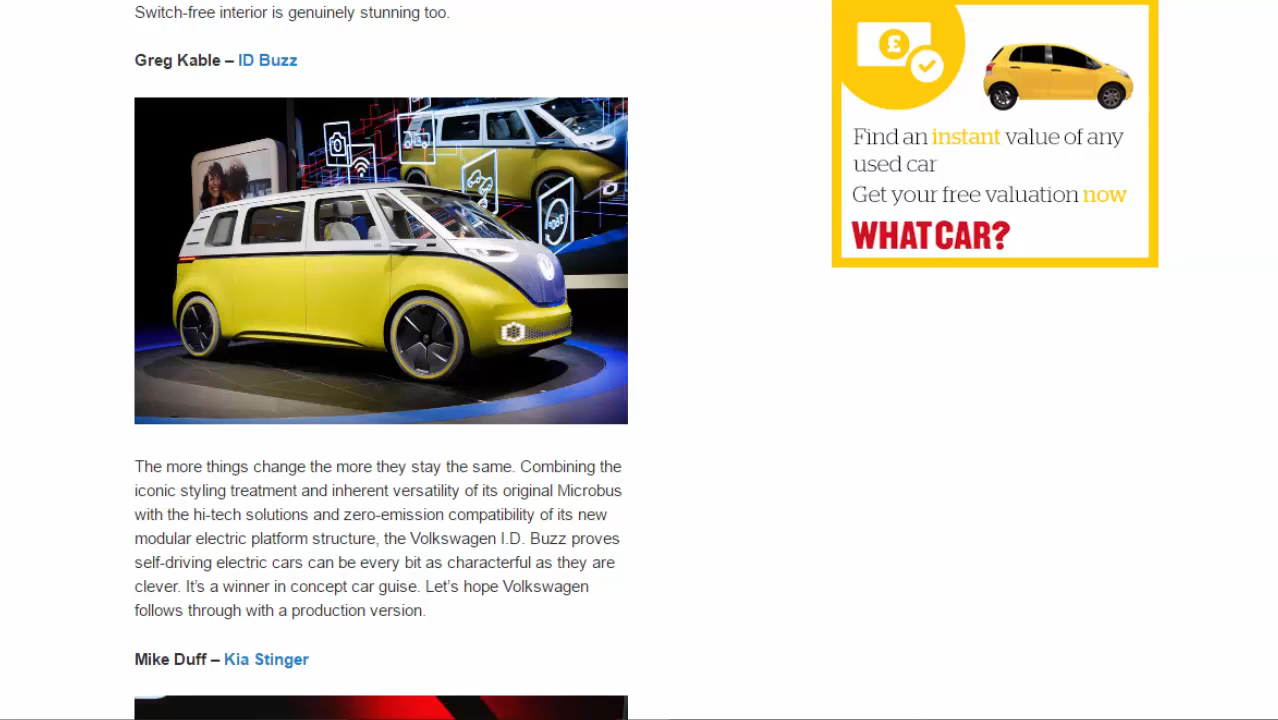 Switch-free interior is genuinely stunning too.
Greg Kable – ID Buzz
The more things change the more they stay the same. Combining the
iconic styling treatment and inherent versatility of its original Microbus
with the hi-tech solutions and zero-emission compatibility of its new
modular electric platform structure, the Volkswagen I.D. Buzz proves
self-driving electric cars can be every bit as characterful as they are
clever. It’s a winner in concept car guise. Let’s hope Volkswagen
follows through with a production version.
Mike Duff – Kia Stinger
£
Find an instant value of any
used car
Get your free valuation now
WHAT CAR?